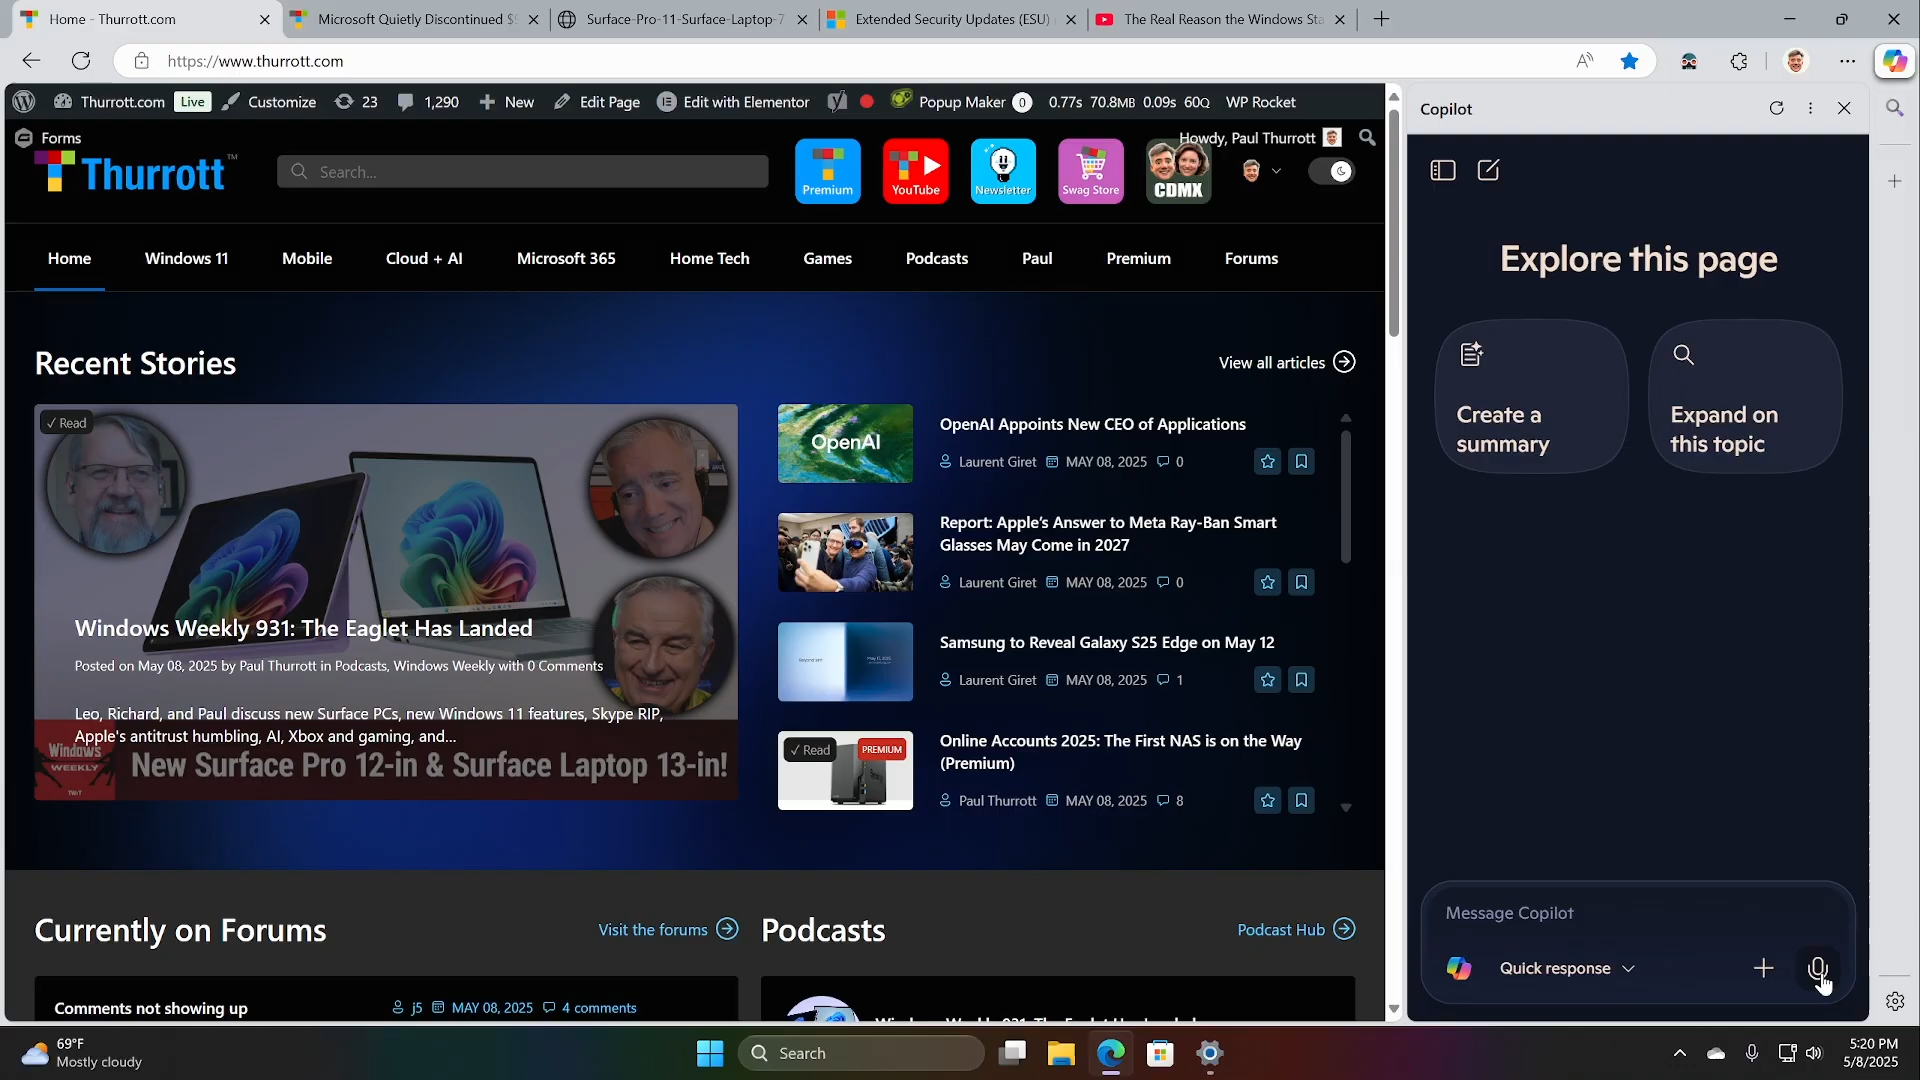 Home - Thurrott.com
Microsoft Quietly Discontinued $
Surface-Pro-11-Surface-Laptop-7
Extended Security Updates (ESU)
The Real Reason the Windows Sta
https://www.thurrott.com
Thurrott.com Live Customize 23 1,290 New Edit Page Edit with Elementor Popup Maker 0 0.77s 70.8MB 0.09s 60Q WP Rocket
Forms
Howdy, Paul Thurrott
Thurrott™
Search...
Premium
YouTube
Newsletter
Swag Store
CDMX
Home Windows 11 Mobile Cloud + AI Microsoft 365 Home Tech Games Podcasts Paul Premium Forums
Recent Stories
View all articles
✓ Read
Windows Weekly 931: The Eaglet Has Landed
Posted on May 08, 2025 by Paul Thurrott in Podcasts, Windows Weekly with 0 Comments
Leo, Richard, and Paul discuss new Surface PCs, new Windows 11 features, Skype RIP,
Apple's antitrust humbling, AI, Xbox and gaming, and...
Windows
WEEKLY
TWiT
New Surface Pro 12-in & Surface Laptop 13-in!
OpenAI
OpenAI Appoints New CEO of Applications
Laurent Giret MAY 08, 2025 0
Report: Apple's Answer to Meta Ray-Ban Smart
Glasses May Come in 2027
Laurent Giret MAY 08, 2025 0
Samsung to Reveal Galaxy S25 Edge on May 12
Laurent Giret MAY 08, 2025 1
✓ Read
PREMIUM
Online Accounts 2025: The First NAS is on the Way
(Premium)
Paul Thurrott MAY 08, 2025 8
Currently on Forums
Visit the forums
Podcasts
Podcast Hub
Comments not showing up
j5 MAY 08, 2025 4 comments
Copilot
Explore this page
Create a
summary
Expand on
this topic
Message Copilot
Quick response
69°F
Mostly cloudy
Search
5:20 PM
5/8/2025